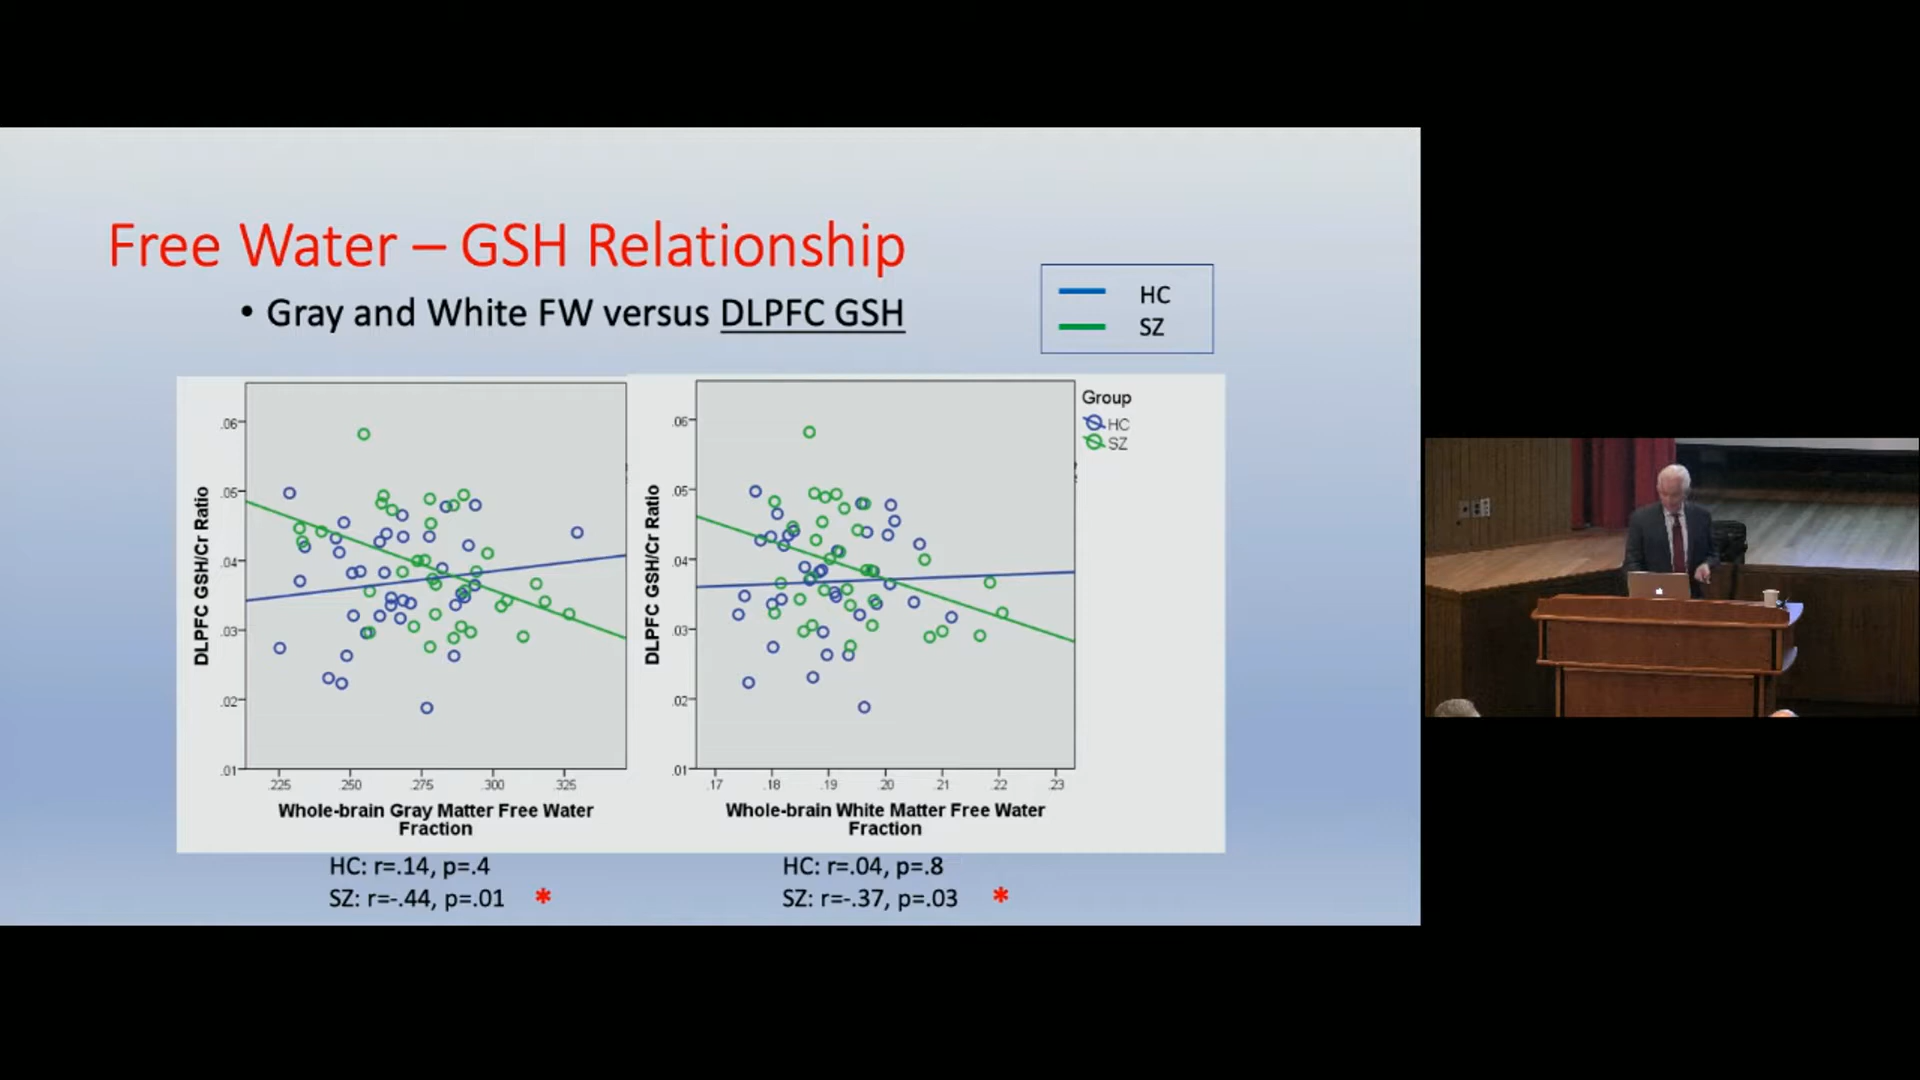 Free Water – GSH Relationship
• Gray and White FW versus DLPFC GSH
HC
SZ
DLPFC GSH/Cr Ratio
.06
.05
.04
.03
.02
.01
.225
.250
.275
.300
.325
Whole-brain Gray Matter Free Water
Fraction
DLPFC GSH/Cr Ratio
.06
.05
.04
.03
.02
.01
.17
.18
.19
.20
.21
.22
.23
Whole-brain White Matter Free Water
Fraction
Group
HC
SZ
HC: r=.14, p=.4
SZ: r=-.44, p=.01 *
HC: r=.04, p=.8
SZ: r=-.37, p=.03 *